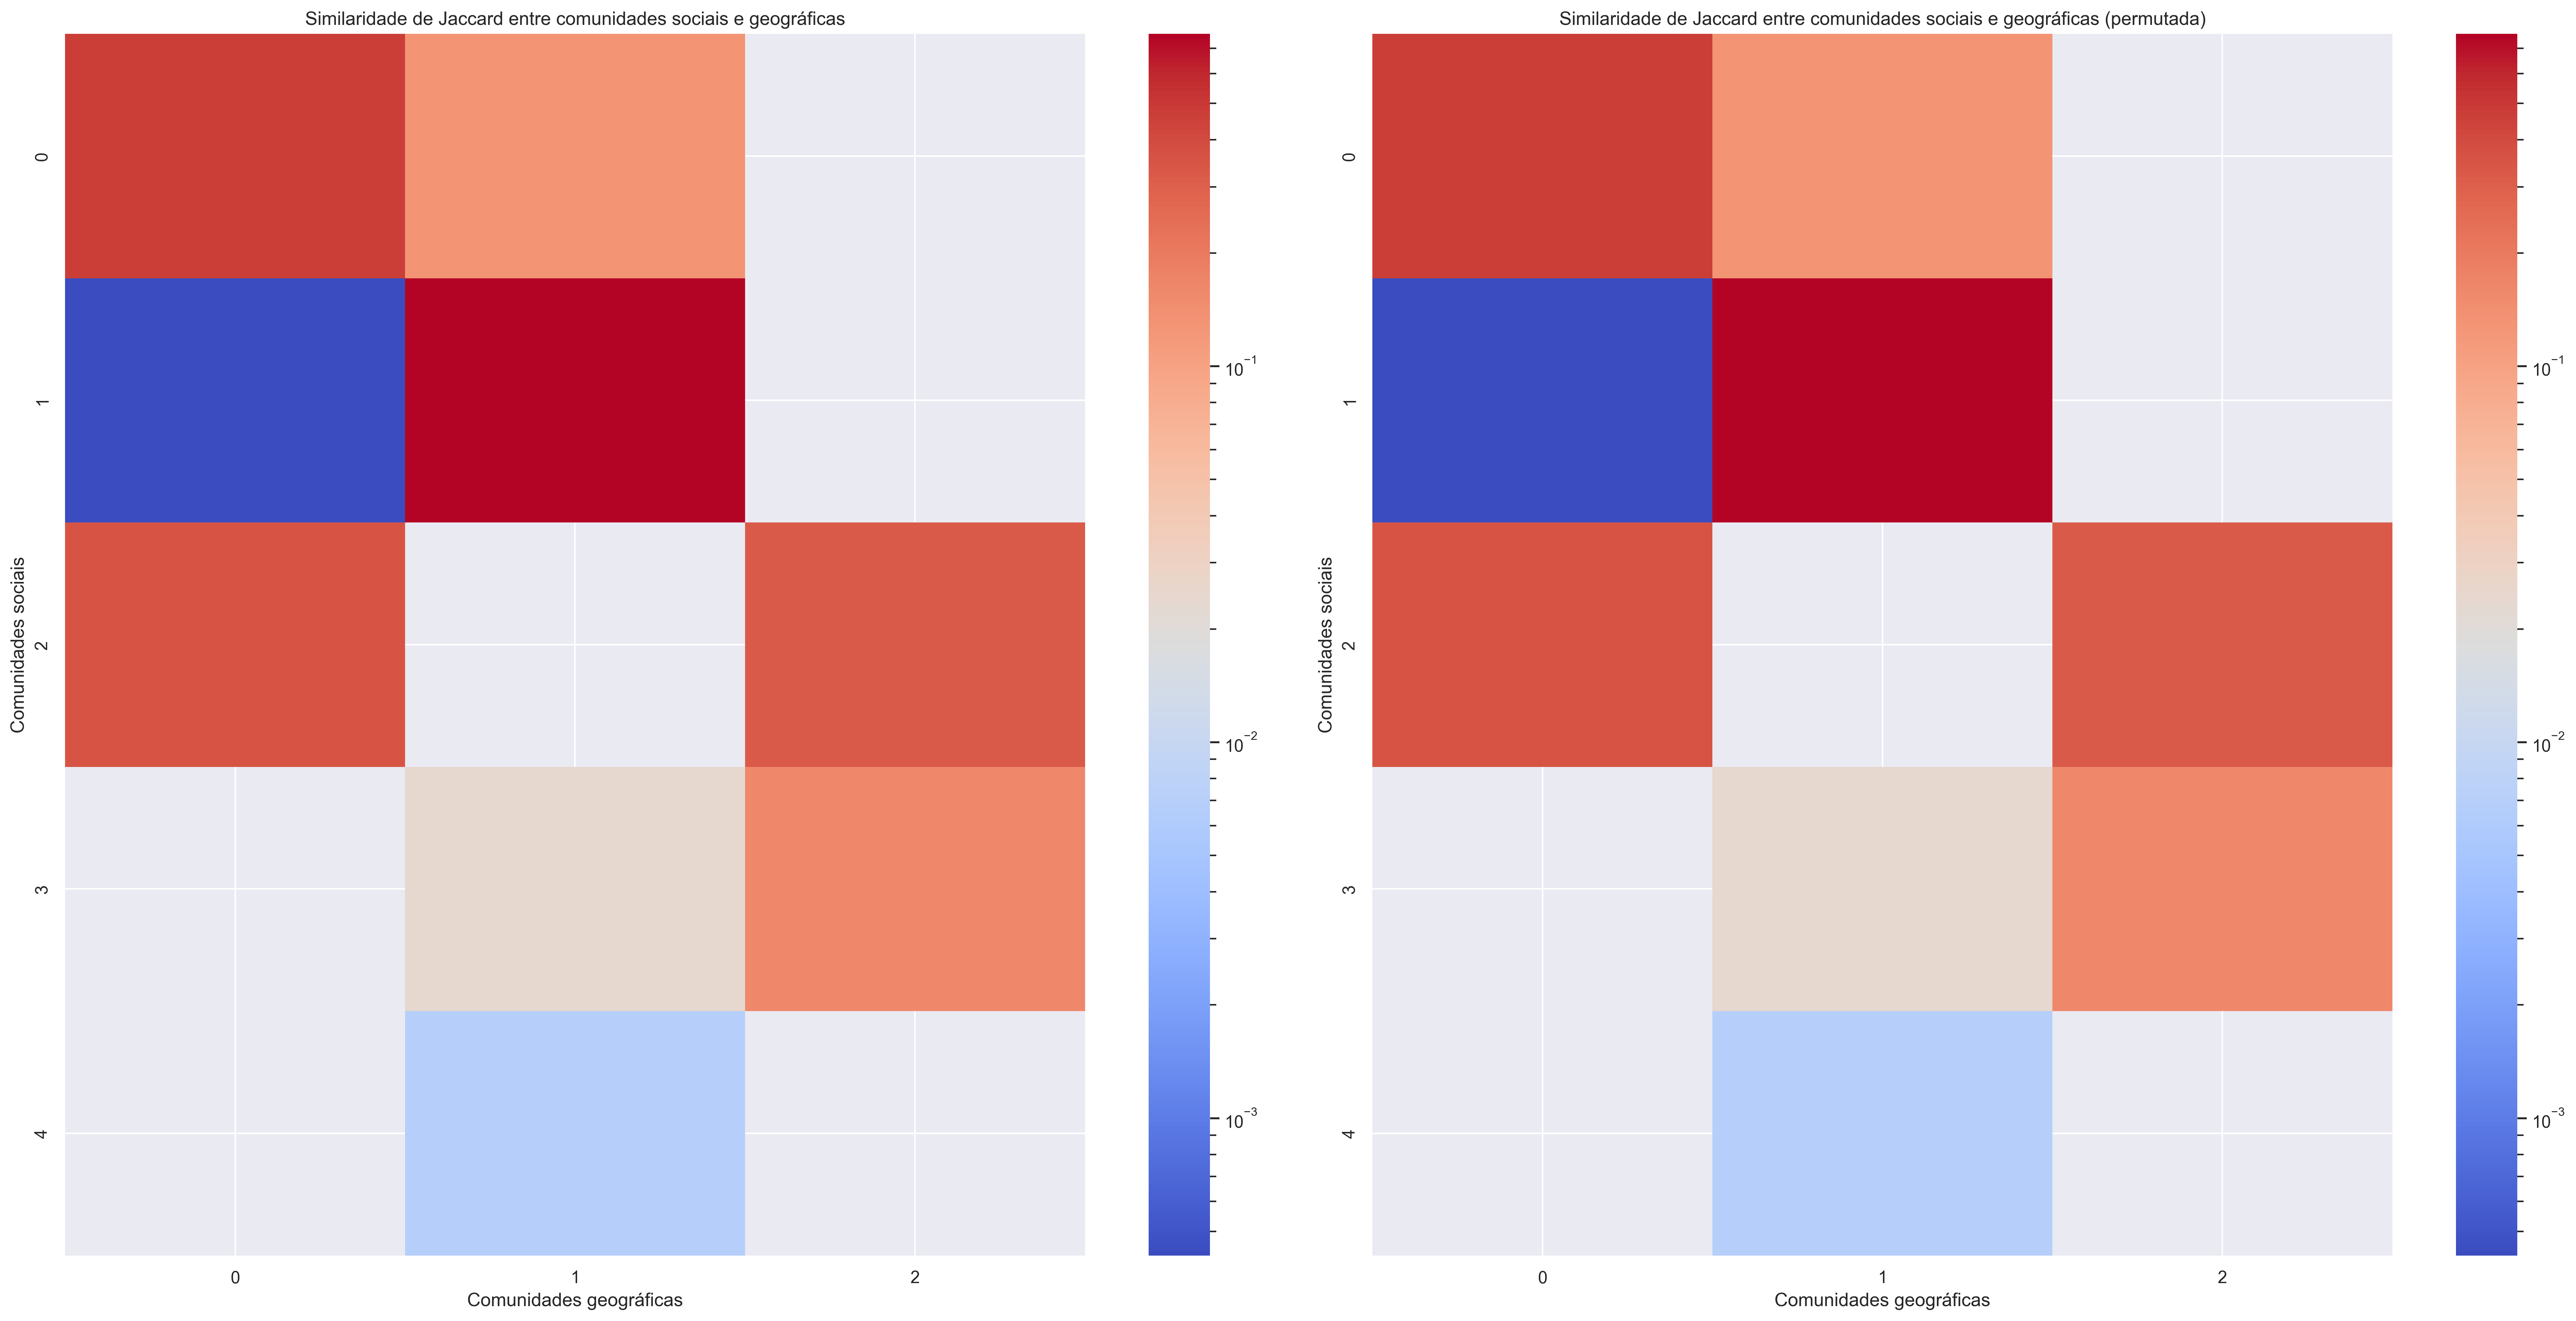 Similaridade de Jaccard entre comunidades sociais e geográficas
Comunidades sociais
0
1
2
3
4
0 1 2
Comunidades geográficas
10⁻¹
10⁻²
10⁻³
Similaridade de Jaccard entre comunidades sociais e geográficas (permutada)
Comunidades sociais
0
1
2
3
4
0 1 2
Comunidades geográficas
10⁻¹
10⁻²
10⁻³